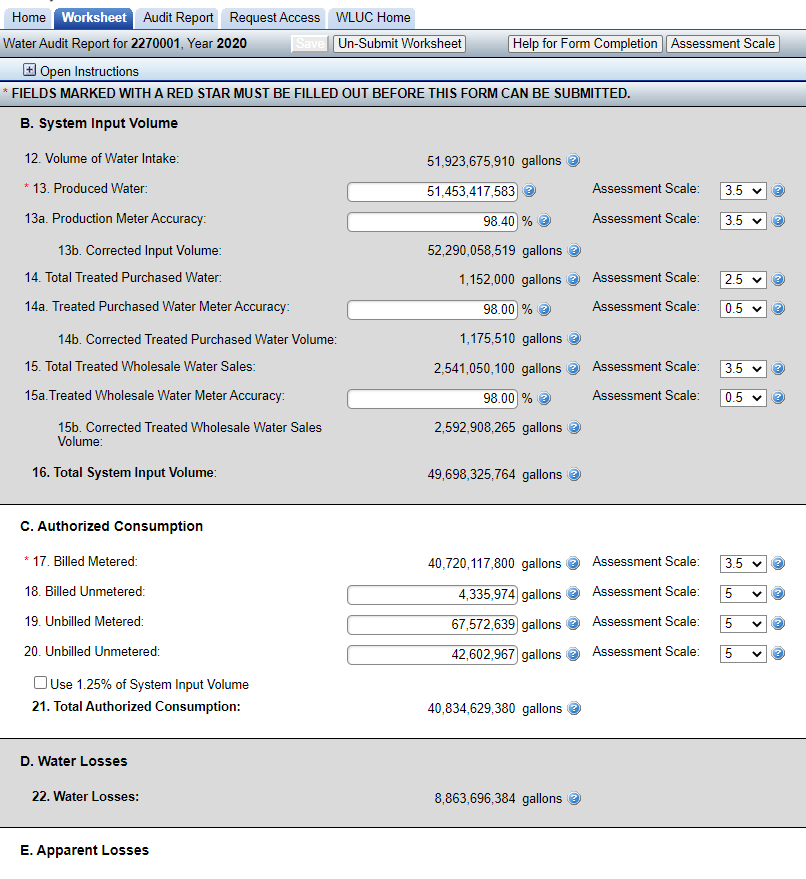 Home Worksheet Audit Report Request Access WLUC Home
Water Audit Report for 2270001, Year 2020 Save Un-Submit Worksheet Help for Form Completion Assessment Scale
Open Instructions
* FIELDS MARKED WITH A RED STAR MUST BE FILLED OUT BEFORE THIS FORM CAN BE SUBMITTED.
B. System Input Volume
12. Volume of Water Intake: 51,923,675,910 gallons
* 13. Produced Water: 51,453,417,583 Assessment Scale: 3.5
13a. Production Meter Accuracy: 98.40 % Assessment Scale: 3.5
13b. Corrected Input Volume: 52,290,058,519 gallons
14. Total Treated Purchased Water: 1,152,000 gallons Assessment Scale: 2.5
14a. Treated Purchased Water Meter Accuracy: 98.00 % Assessment Scale: 0.5
14b. Corrected Treated Purchased Water Volume: 1,175,510 gallons
15. Total Treated Wholesale Water Sales: 2,541,050,100 gallons Assessment Scale: 3.5
15a.Treated Wholesale Water Meter Accuracy: 98.00 % Assessment Scale: 0.5
15b. Corrected Treated Wholesale Water Sales 2,592,908,265 gallons
Volume:
16. Total System Input Volume: 49,698,325,764 gallons
C. Authorized Consumption
* 17. Billed Metered: 40,720,117,800 gallons Assessment Scale: 3.5
18. Billed Unmetered: 4,335,974 gallons Assessment Scale: 5
19. Unbilled Metered: 67,572,639 gallons Assessment Scale: 5
20. Unbilled Unmetered: 42,602,967 gallons Assessment Scale: 5
Use 1.25% of System Input Volume
21. Total Authorized Consumption: 40,834,629,380 gallons
D. Water Losses
22. Water Losses: 8,863,696,384 gallons
E. Apparent Losses